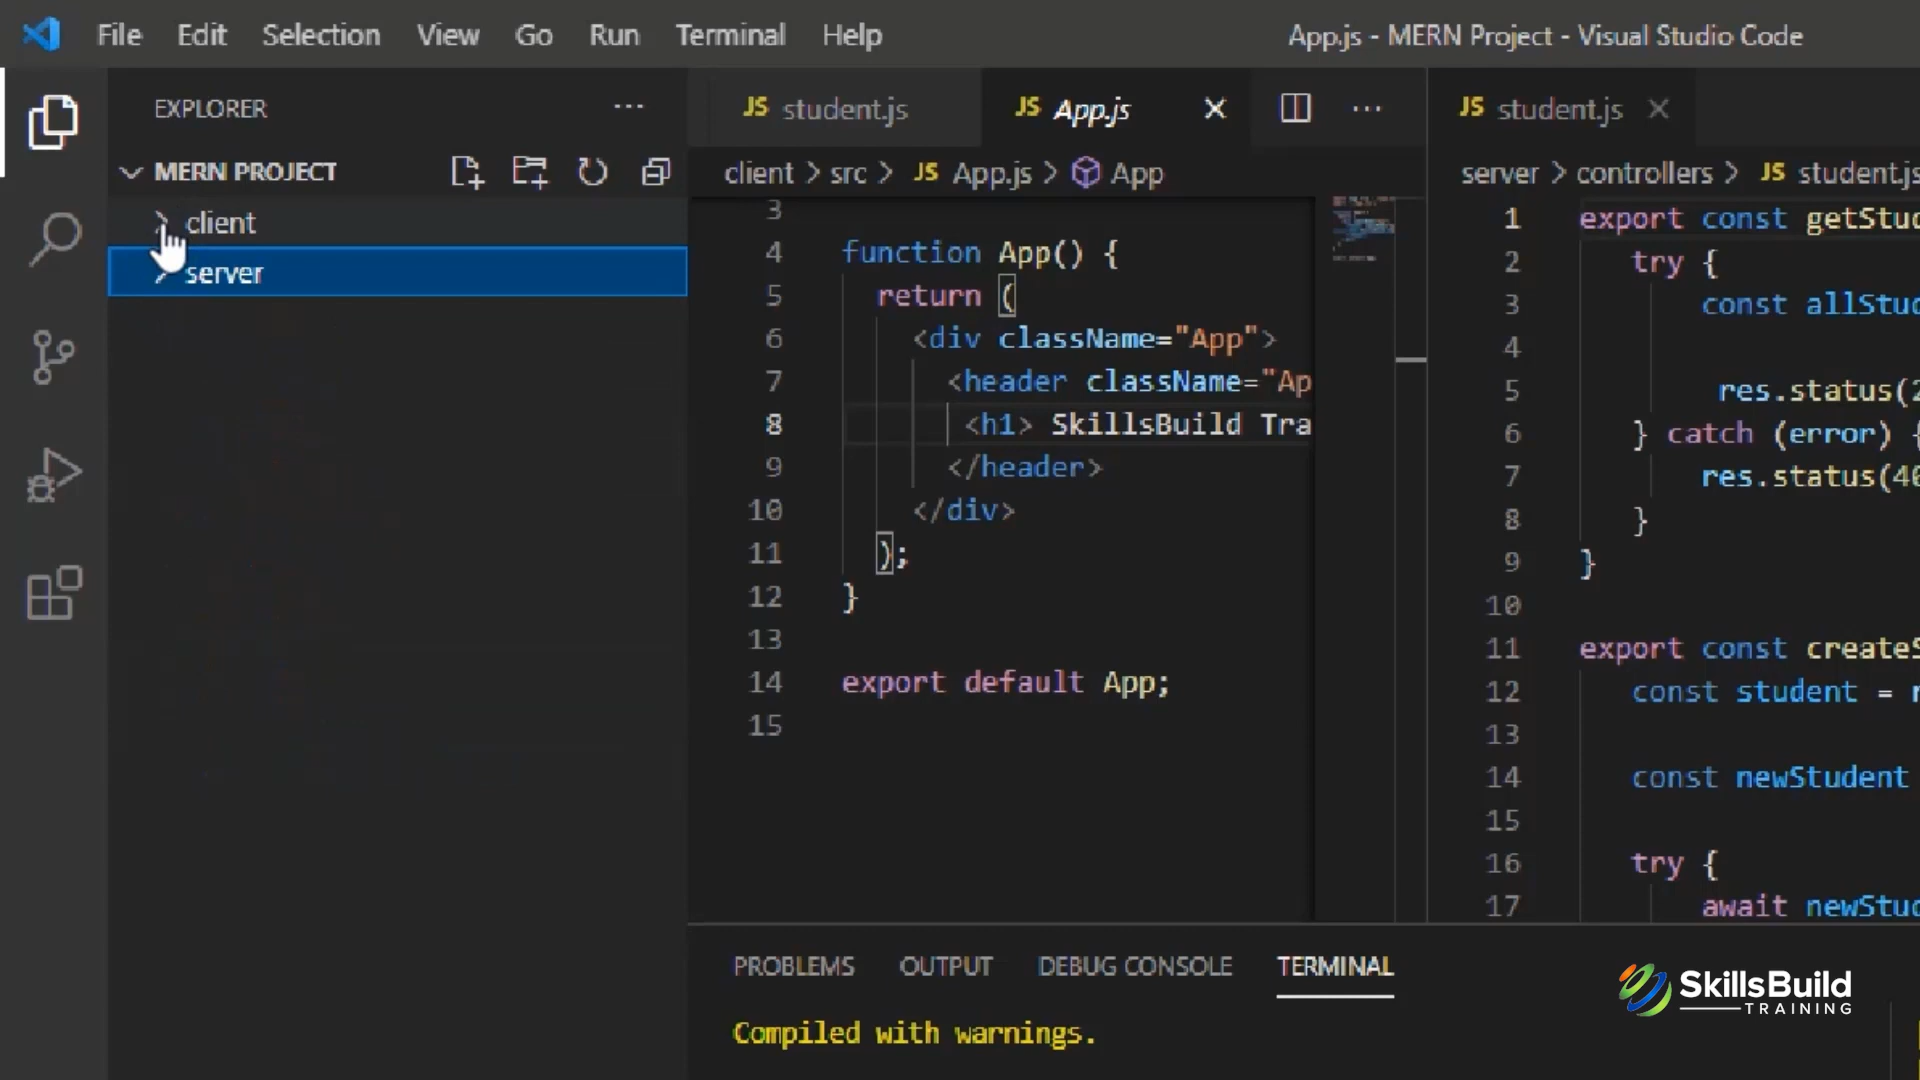 File Edit Selection View Go Run Terminal Help
App.js - MERN Project - Visual Studio Code
EXPLORER
MERN PROJECT
client
server
JS student.js
JS App.js
client > src > JS App.js > App
3
4 function App() {
5 return (
6 <div className="App">
7 <header className="Ap
8 <h1> SkillsBuild Tra
9 </header>
10 </div>
11 );
12 }
13
14 export default App;
15
JS student.js
server > controllers > JS student.js
1 export const getStud
2 try {
3 const allStud
4
5 res.status(2
6 } catch (error) {
7 res.status(40
8 }
9 }
10
11 export const createS
12 const student = r
13
14 const newStudent
15
16 try {
17 await newStud
PROBLEMS OUTPUT DEBUG CONSOLE TERMINAL
Compiled with warnings.
SkillsBuild
TRAINING